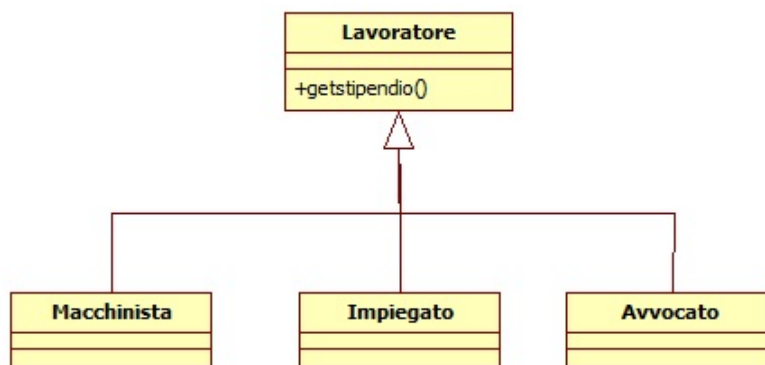 Lavoratore
+getstipendio()
Macchinista
Impiegato
Avvocato